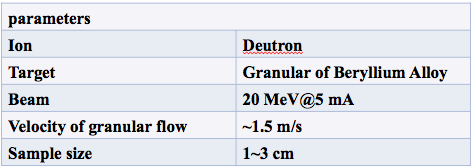 parameters
Ion Deutron
Target Granular of Beryllium Alloy
Beam 20 MeV@5 mA
Velocity of granular flow ~1.5 m/s
Sample size 1~3 cm